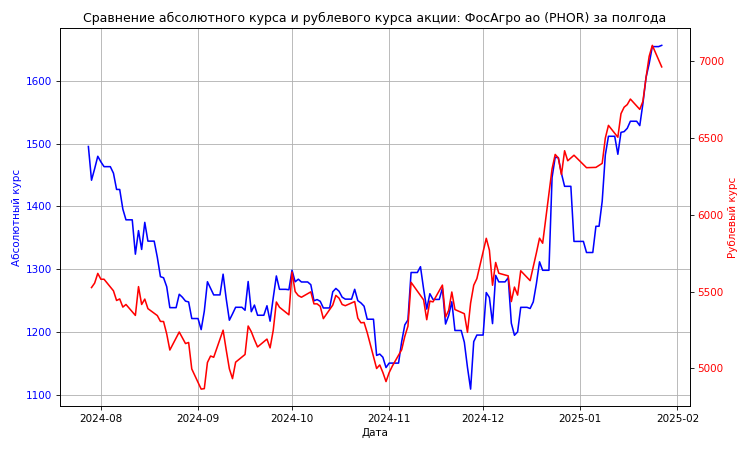 Сравнение абсолютного курса и рублевого курса акции: ФосАгро ао (PHOR) за полгода
1600
1500
1400
1300
1200
1100
Абсолютный курс
7000
6500
6000
5500
5000
Рублевый курс
2024-08 2024-09 2024-10 2024-11 2024-12 2025-01 2025-02
Дата